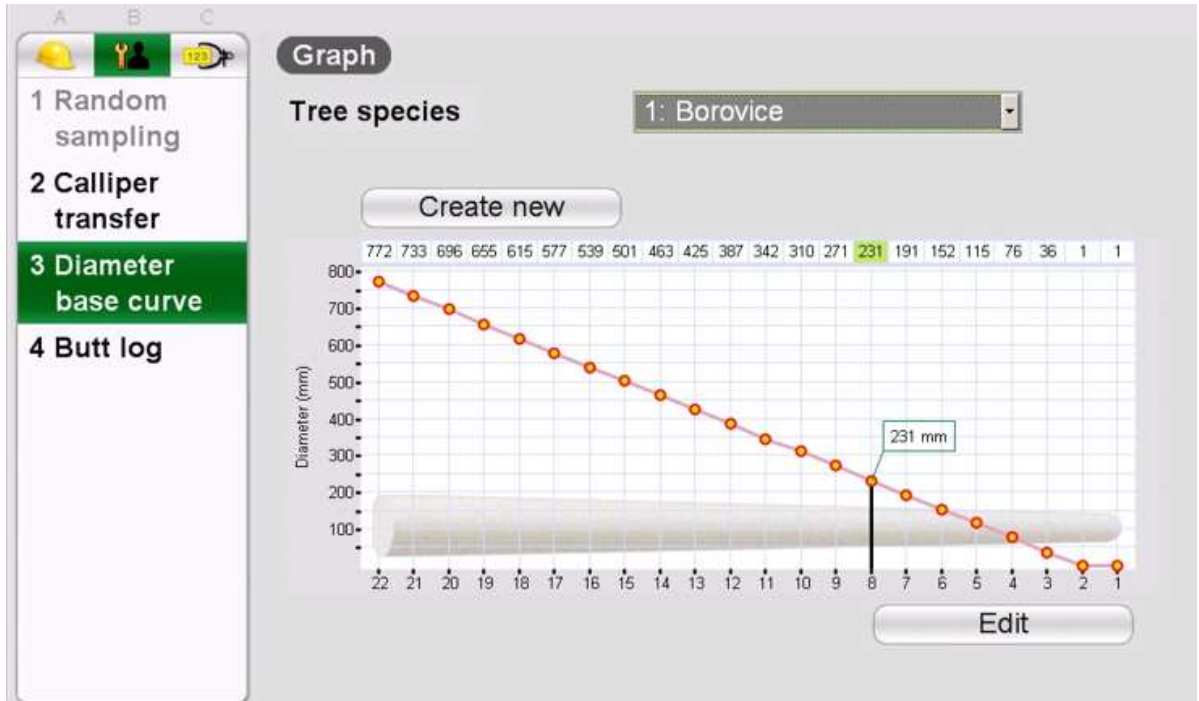 A B C
123
Graph
1 Random
sampling
2 Calliper
transfer
3 Diameter
base curve
4 Butt log
Tree species 1: Borovice
Create new
772 733 696 655 615 577 539 501 463 425 387 342 310 271 231 191 152 115 76 36 1 1
800
700
600
500
400
300
200
100
Diameter (mm)
231 mm
22 21 20 19 18 17 16 15 14 13 12 11 10 9 8 7 6 5 4 3 2 1
Edit